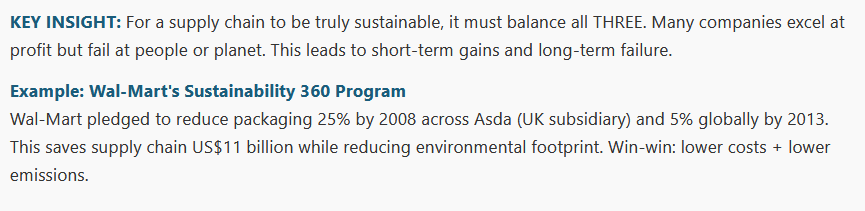 KEY INSIGHT: For a supply chain to be truly sustainable, it must balance all THREE. Many companies excel at
profit but fail at people or planet. This leads to short-term gains and long-term failure.
Example: Wal-Mart's Sustainability 360 Program
Wal-Mart pledged to reduce packaging 25% by 2008 across Asda (UK subsidiary) and 5% globally by 2013.
This saves supply chain US$11 billion while reducing environmental footprint. Win-win: lower costs + lower
emissions.